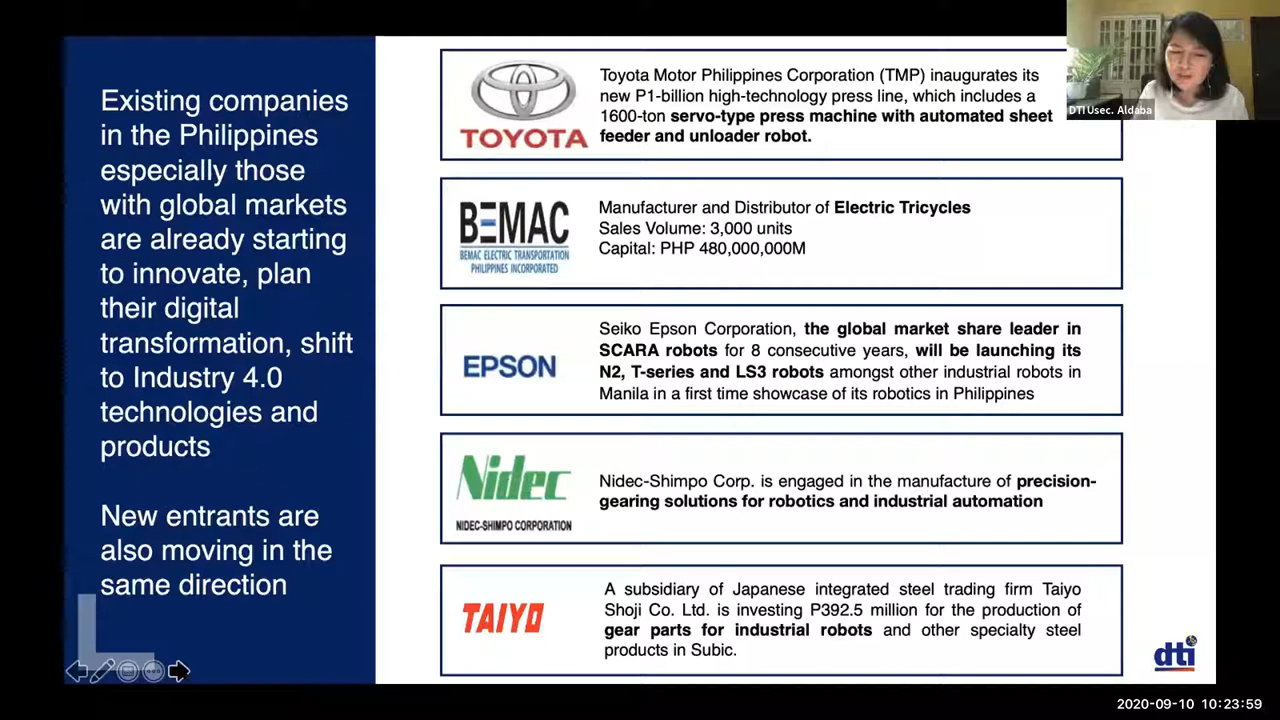 Existing companies
in the Philippines
especially those
with global markets
are already starting
to innovate, plan
their digital
transformation, shift
to Industry 4.0
technologies and
products
New entrants are
also moving in the
same direction
TOYOTA
Toyota Motor Philippines Corporation (TMP) inaugurates its
new P1-billion high-technology press line, which includes a
1600-ton servo-type press machine with automated sheet
feeder and unloader robot.
BEMAC
BEMAC ELECTRIC TRANSPORTATION
PHILIPPINES INCORPORATED
Manufacturer and Distributor of Electric Tricycles
Sales Volume: 3,000 units
Capital: PHP 480,000,000M
EPSON
Seiko Epson Corporation, the global market share leader in
SCARA robots for 8 consecutive years, will be launching its
N2, T-series and LS3 robots amongst other industrial robots in
Manila in a first time showcase of its robotics in Philippines
Nidec
NIDEC-SHIMPO CORPORATION
Nidec-Shimpo Corp. is engaged in the manufacture of precision-
gearing solutions for robotics and industrial automation
TAIYO
A subsidiary of Japanese integrated steel trading firm Taiyo
Shoji Co. Ltd. is investing P392.5 million for the production of
gear parts for industrial robots and other specialty steel
products in Subic.
dti
DTI Usec. Aldaba
2020-09-10 10:23:59